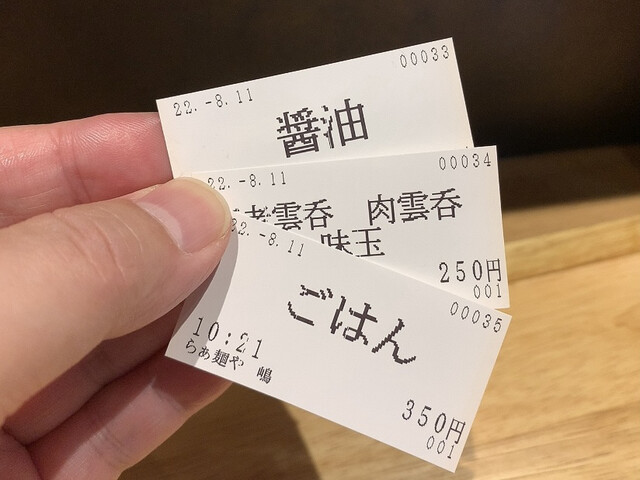 22.-8.11 00033
醤油
22.-8.11 00034
海老雲呑 肉雲呑
味玉
250円
001
22.-8.11 00035
ごはん
10:21
らぁ麺や 嶋
350円
001